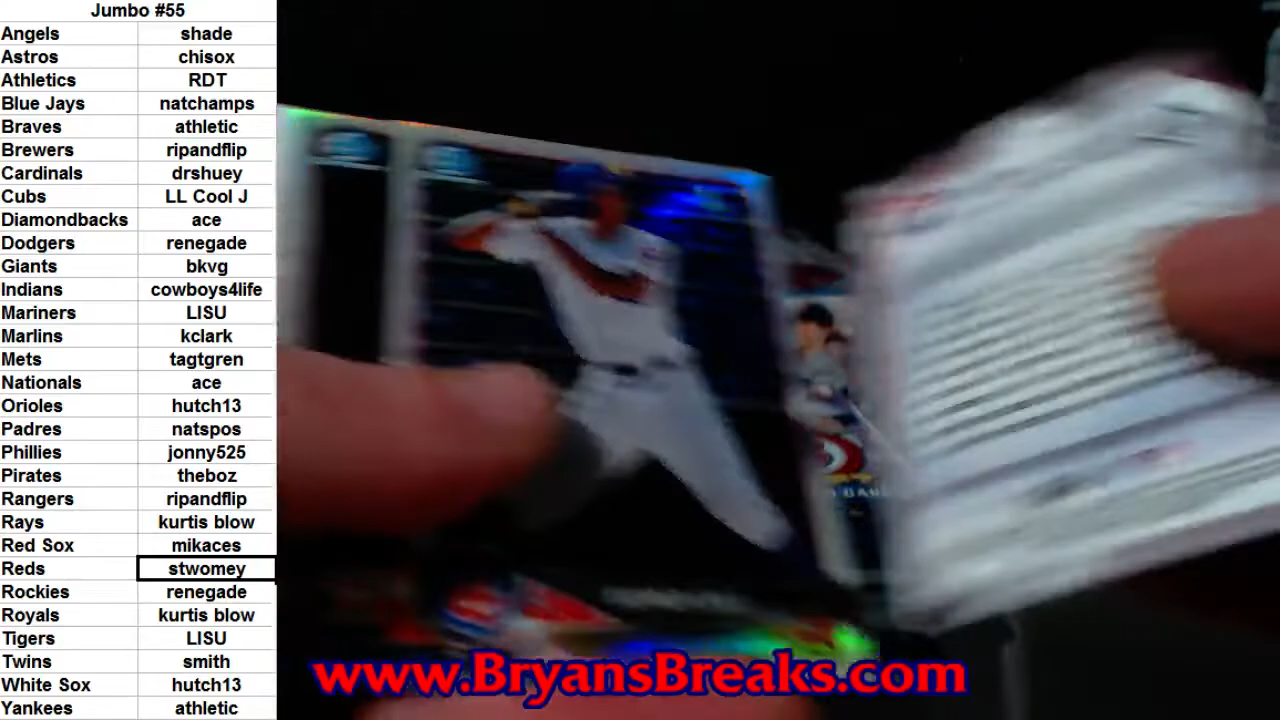 Jumbo #55
Angels shade
Astros chisox
Athletics RDT
Blue Jays natchamps
Braves athletic
Brewers ripandflip
Cardinals drshuey
Cubs LL Cool J
Diamondbacks ace
Dodgers renegade
Giants bkvg
Indians cowboys4life
Mariners LISU
Marlins kclark
Mets tagtgren
Nationals ace
Orioles hutch13
Padres natspos
Phillies jonny525
Pirates theboz
Rangers ripandflip
Rays kurtis blow
Red Sox mikaces
Reds stwomey
Rockies renegade
Royals kurtis blow
Tigers LISU
Twins smith
White Sox hutch13
Yankees athletic
www.BryansBreaks.com